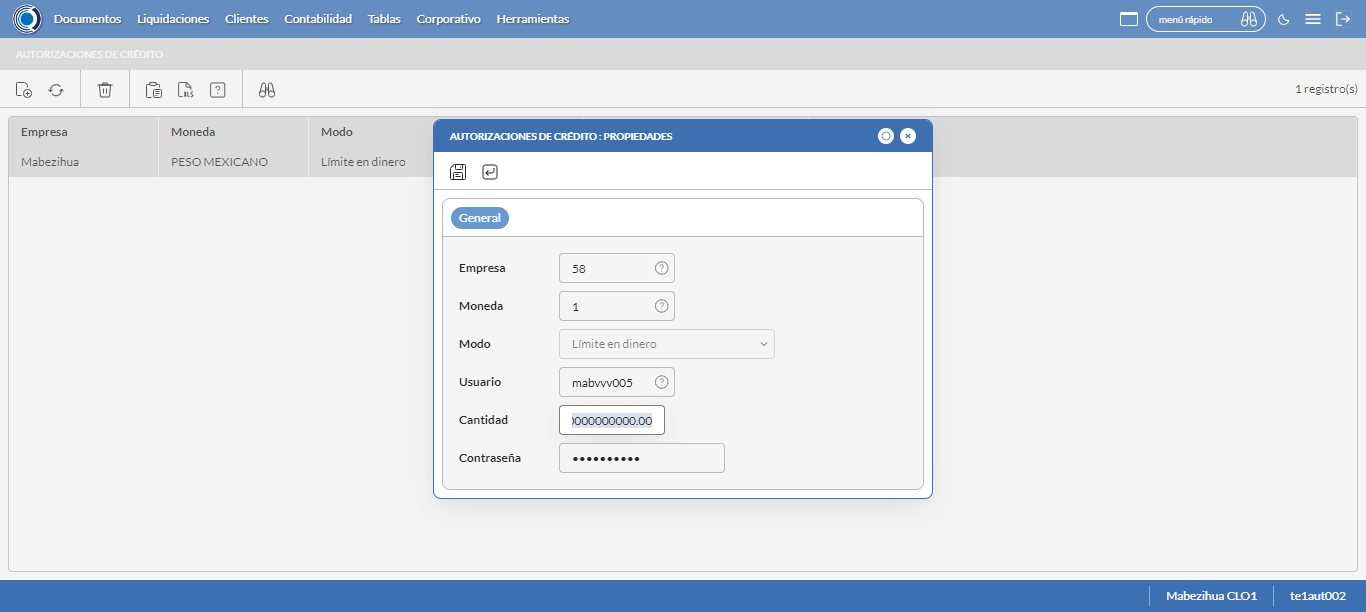 Documentos Liquidaciones Clientes Contabilidad Tablas Corporativo Herramientas menú rápido
AUTORIZACIONES DE CRÉDITO
XLS ? 1 registro(s)
Empresa Moneda Modo
Mabezihua PESO MEXICANO Límite en dinero
AUTORIZACIONES DE CRÉDITO : PROPIEDADES
General
Empresa 58 ?
Moneda 1 ?
Modo Límite en dinero
Usuario mabvvv005 ?
Cantidad 0000000000.00
Contraseña ••••••••••
Mabezihua CLO1 te1aut002